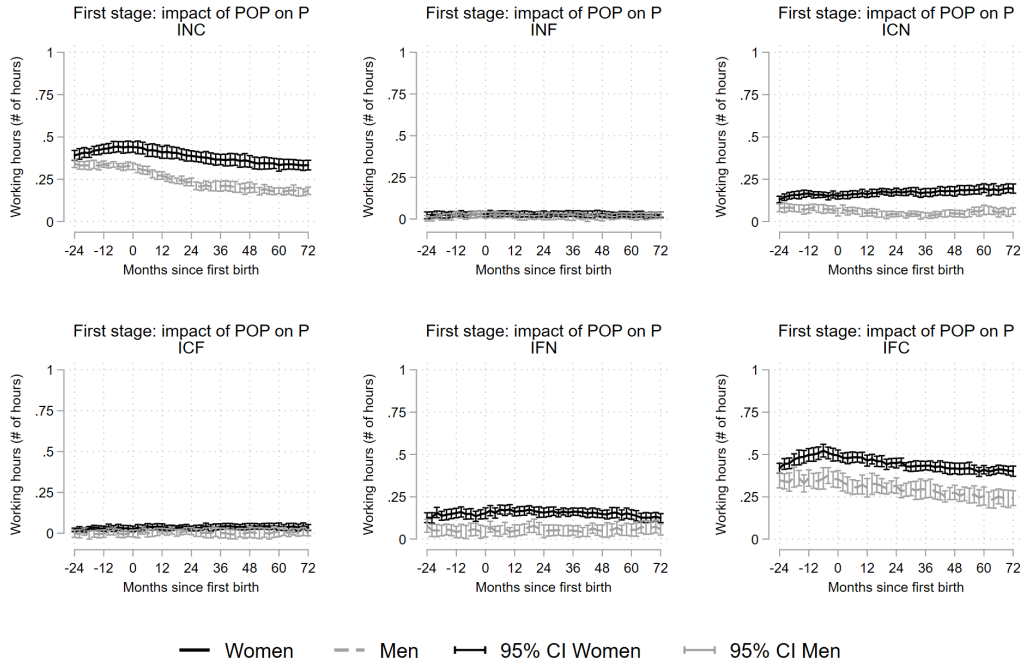 First stage: impact of POP on P
INC
Working hours (# of hours)
1
.75
.5
.25
0
-24 -12 0 12 24 36 48 60 72
Months since first birth
First stage: impact of POP on P
INF
Working hours (# of hours)
1
.75
.5
.25
0
-24 -12 0 12 24 36 48 60 72
Months since first birth
First stage: impact of POP on P
ICN
Working hours (# of hours)
1
.75
.5
.25
0
-24 -12 0 12 24 36 48 60 72
Months since first birth
First stage: impact of POP on P
ICF
Working hours (# of hours)
1
.75
.5
.25
0
-24 -12 0 12 24 36 48 60 72
Months since first birth
First stage: impact of POP on P
IFN
Working hours (# of hours)
1
.75
.5
.25
0
-24 -12 0 12 24 36 48 60 72
Months since first birth
First stage: impact of POP on P
IFC
Working hours (# of hours)
1
.75
.5
.25
0
-24 -12 0 12 24 36 48 60 72
Months since first birth
Women Men 95% CI Women 95% CI Men